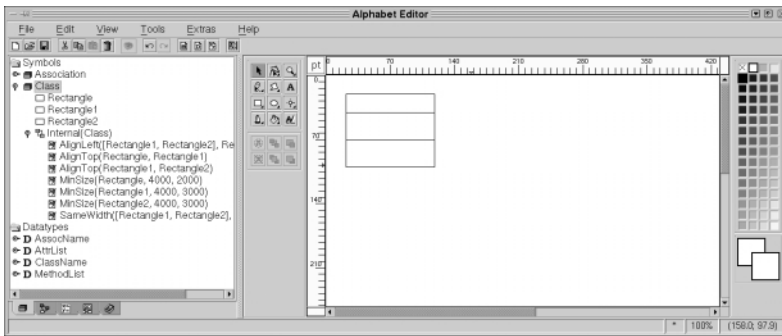 Alphabet Editor
File Edit View Tools Extras Help
Symbols
Association
Class
Rectangle
Rectangle1
Rectangle2
Internal(Class)
AlignLeft([Rectangle1, Rectangle2], Re
AlignTop(Rectangle, Rectangle1)
AlignTop(Rectangle1, Rectangle2)
MinSize(Rectangle, 4000, 2000)
MinSize(Rectangle1, 4000, 3000)
MinSize(Rectangle2, 4000, 3000)
SameWidth([Rectangle1, Rectangle2],
Datatypes
D AssocName
D AttrList
D ClassName
D MethodList
A
pt 0 70 140 210 280 350 420
0
70
140
210
* 100% (158.0; 97.9)